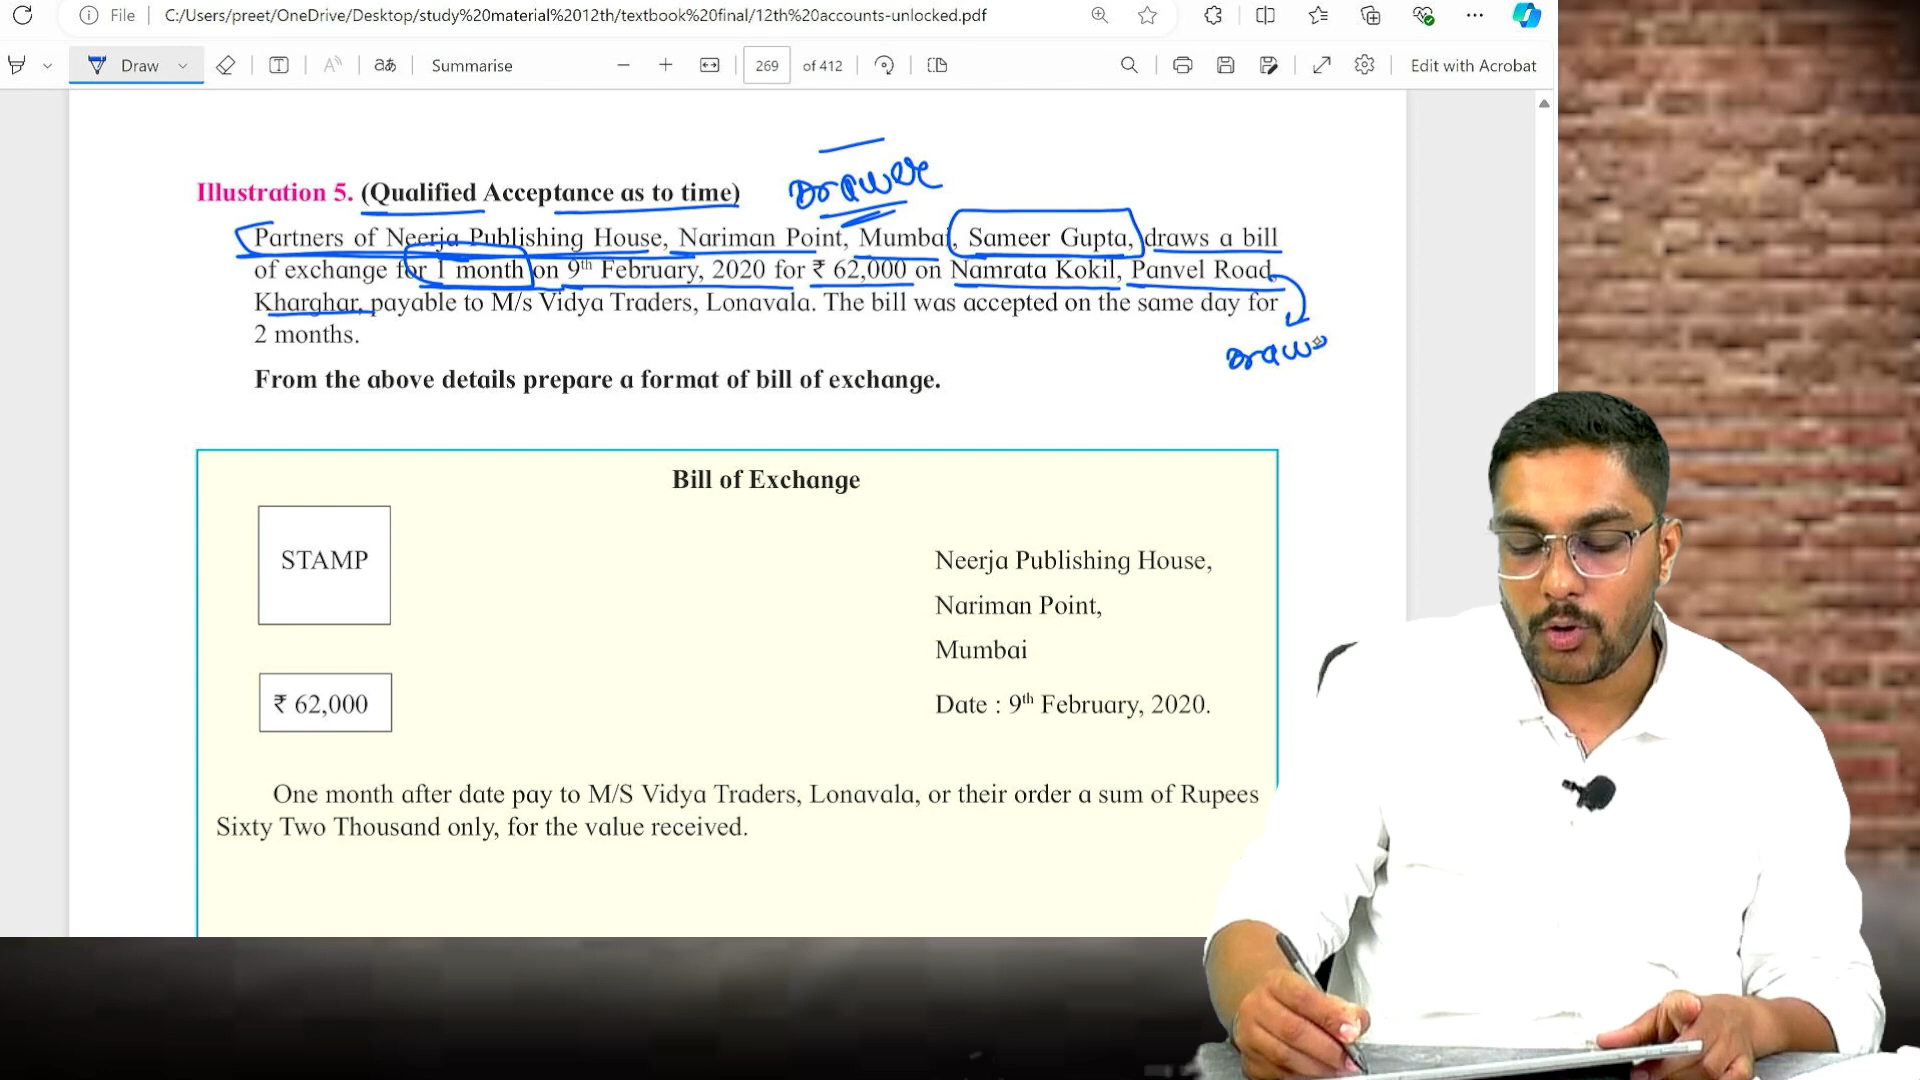 File C:/Users/preet/OneDrive/Desktop/study%20material%2012th/textbook%20final/12th%20accounts-unlocked.pdf
Draw T A aあ Summarise 269 of 412 Edit with Acrobat
Drawer
Illustration 5. (Qualified Acceptance as to time)
Partners of Neerja Publishing House, Nariman Point, Mumbai, Sameer Gupta, draws a bill
of exchange for 1 month on 9th February, 2020 for ₹ 62,000 on Namrata Kokil, Panvel Road,
Kharghar, payable to M/s Vidya Traders, Lonavala. The bill was accepted on the same day for
2 months.
Draw
From the above details prepare a format of bill of exchange.
Bill of Exchange
STAMP
Neerja Publishing House,
Nariman Point,
Mumbai
₹ 62,000
Date : 9th February, 2020.
One month after date pay to M/S Vidya Traders, Lonavala, or their order a sum of Rupees
Sixty Two Thousand only, for the value received.